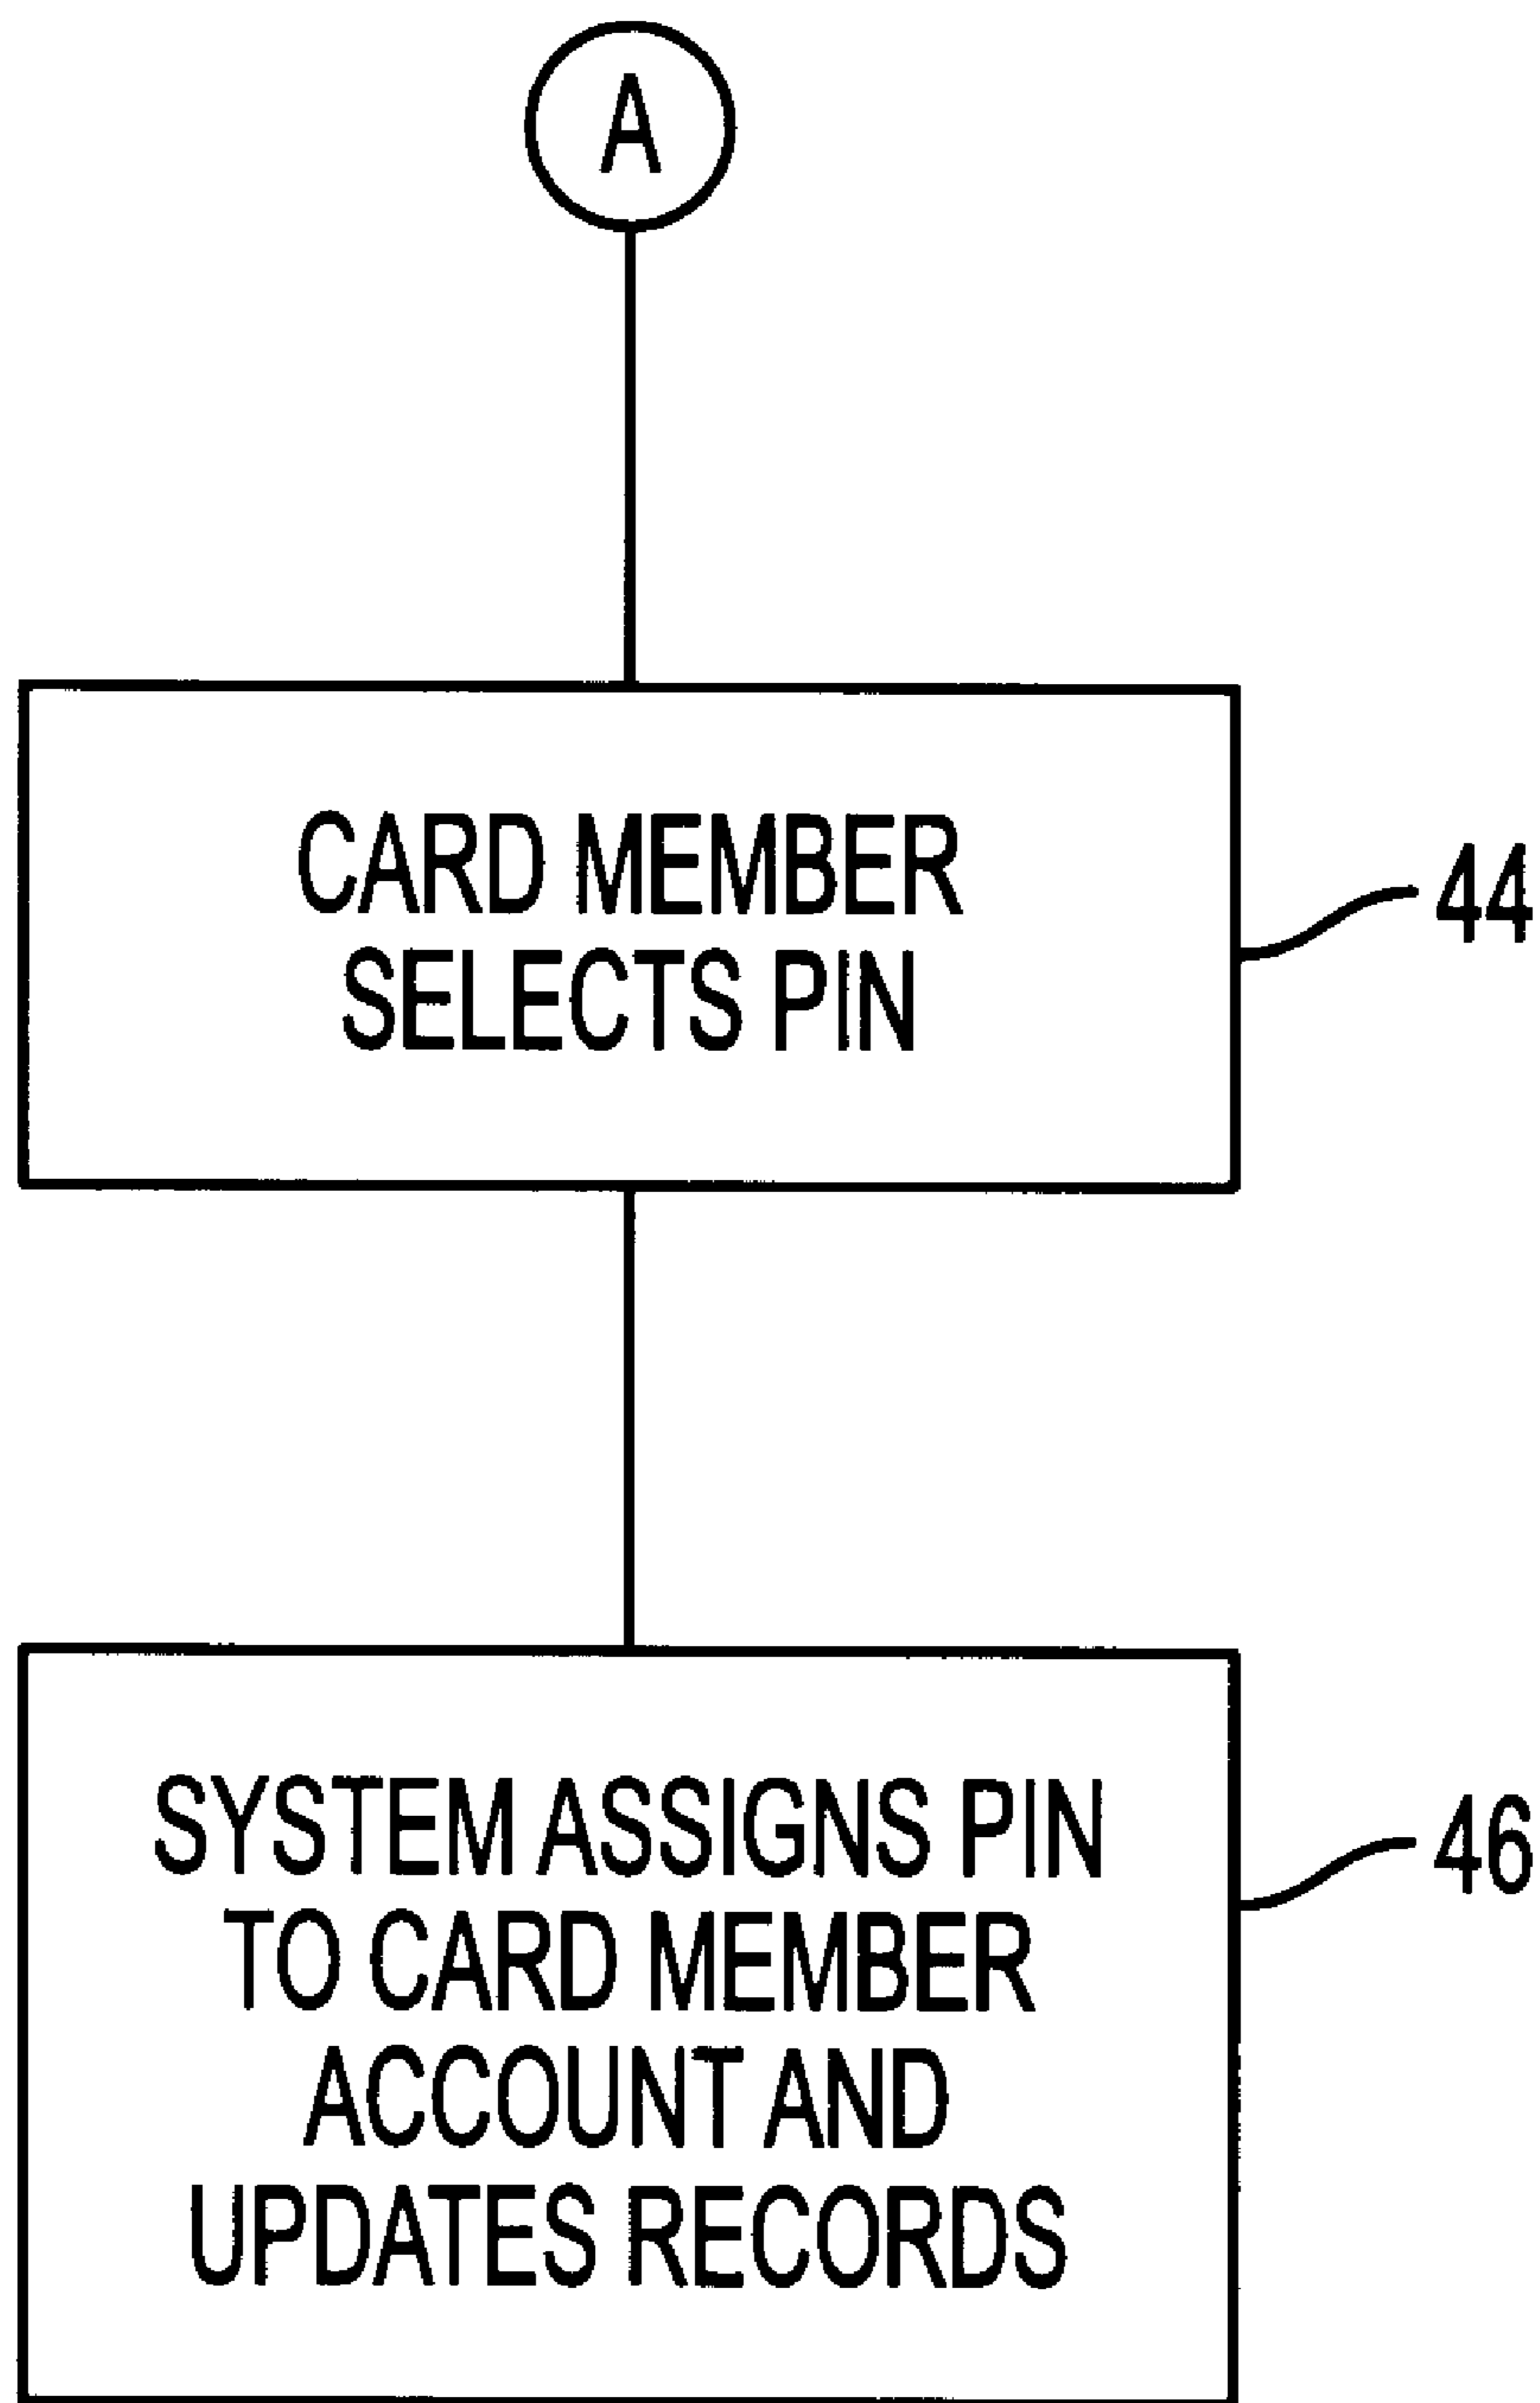 A
CARD MEMBER
SELECTS PIN
44
SYSTEM ASSIGNS PIN
TO CARD MEMBER
ACCOUNT AND
UPDATES RECORDS
46